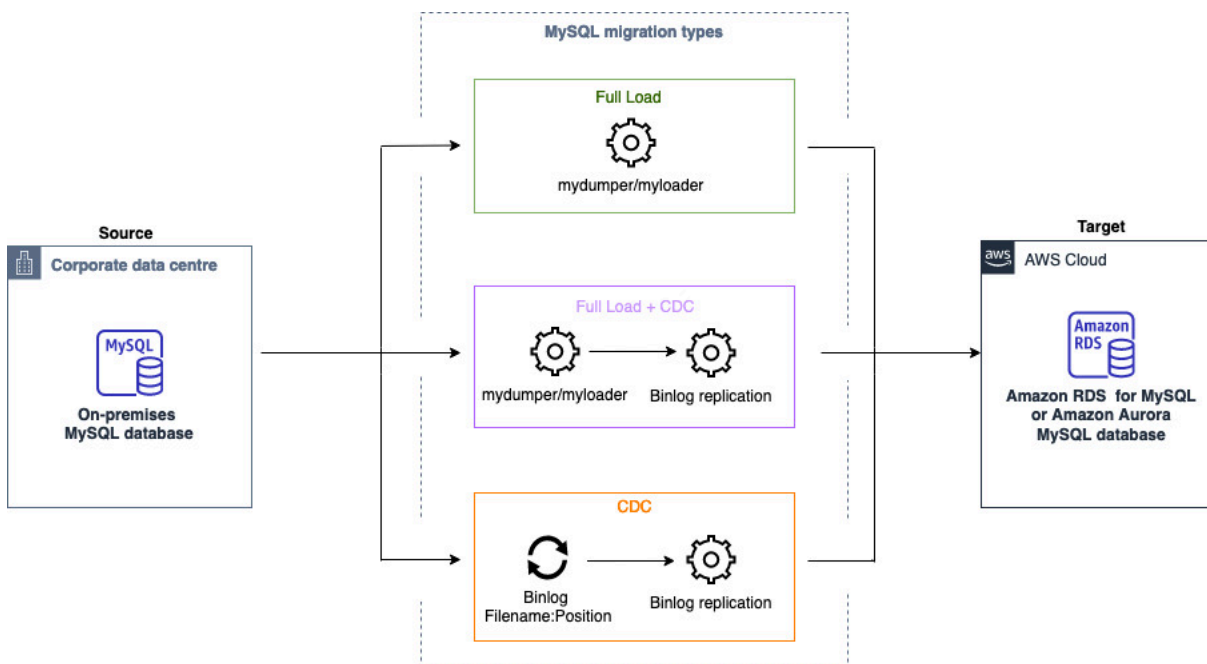 MySQL migration types
Full Load
mydumper/myloader
Source
Corporate data centre
MySQL
On-premises
MySQL database
Full Load + CDC
mydumper/myloader
Binlog replication
CDC
Binlog
Filename:Position
Binlog replication
Target
aws
AWS Cloud
Amazon
RDS
Amazon RDS for MySQL
or Amazon Aurora
MySQL database